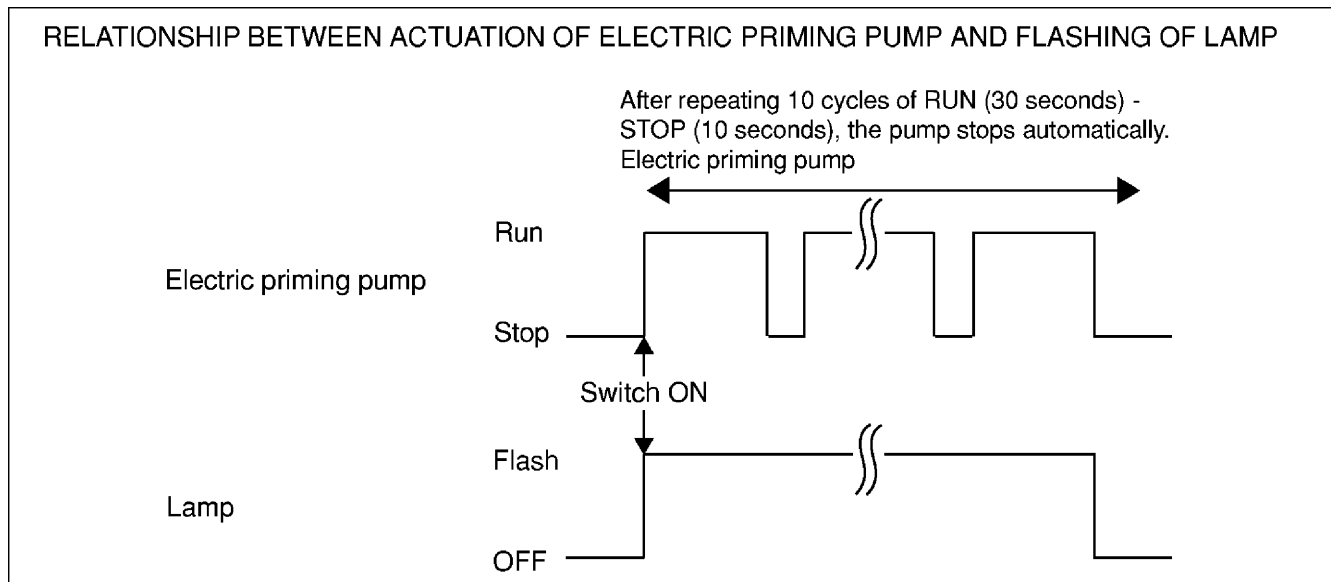 RELATIONSHIP BETWEEN ACTUATION OF ELECTRIC PRIMING PUMP AND FLASHING OF LAMP
After repeating 10 cycles of RUN (30 seconds) -
STOP (10 seconds), the pump stops automatically.
Electric priming pump
Run
Electric priming pump
Stop
Switch ON
Flash
Lamp
OFF